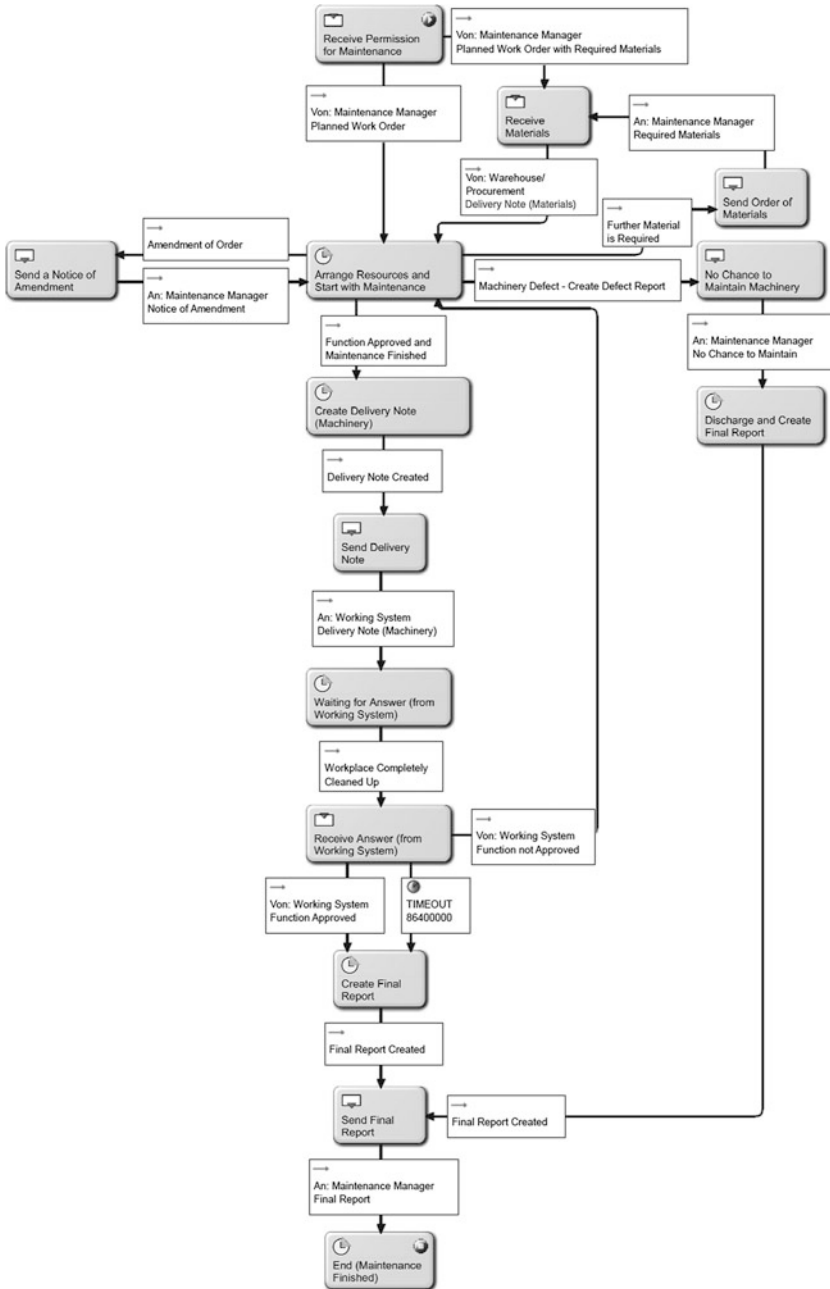 Receive Permission
for Maintenance
Von: Maintenance Manager
Planned Work Order with Required Materials
Von: Maintenance Manager
Planned Work Order
Receive
Materials
An: Maintenance Manager
Required Materials
Von: Warehouse/
Procurement
Delivery Note (Materials)
Send Order of
Materials
Further Material
is Required
Amendment of Order
Send a Notice of
Amendment
An: Maintenance Manager
Notice of Amendment
Arrange Resources and
Start with Maintenance
Machinery Defect - Create Defect Report
No Chance to
Maintain Machinery
Function Approved and
Maintenance Finished
An: Maintenance Manager
No Chance to Maintain
Create Delivery Note
(Machinery)
Discharge and Create
Final Report
Delivery Note Created
Send Delivery
Note
An: Working System
Delivery Note (Machinery)
Waiting for Answer (from
Working System)
Workplace Completely
Cleaned Up
Receive Answer (from
Working System)
Von: Working System
Function not Approved
Von: Working System
Function Approved
TIMEOUT
86400000
Create Final
Report
Final Report Created
Send Final
Report
Final Report Created
An: Maintenance Manager
Final Report
End (Maintenance
Finished)